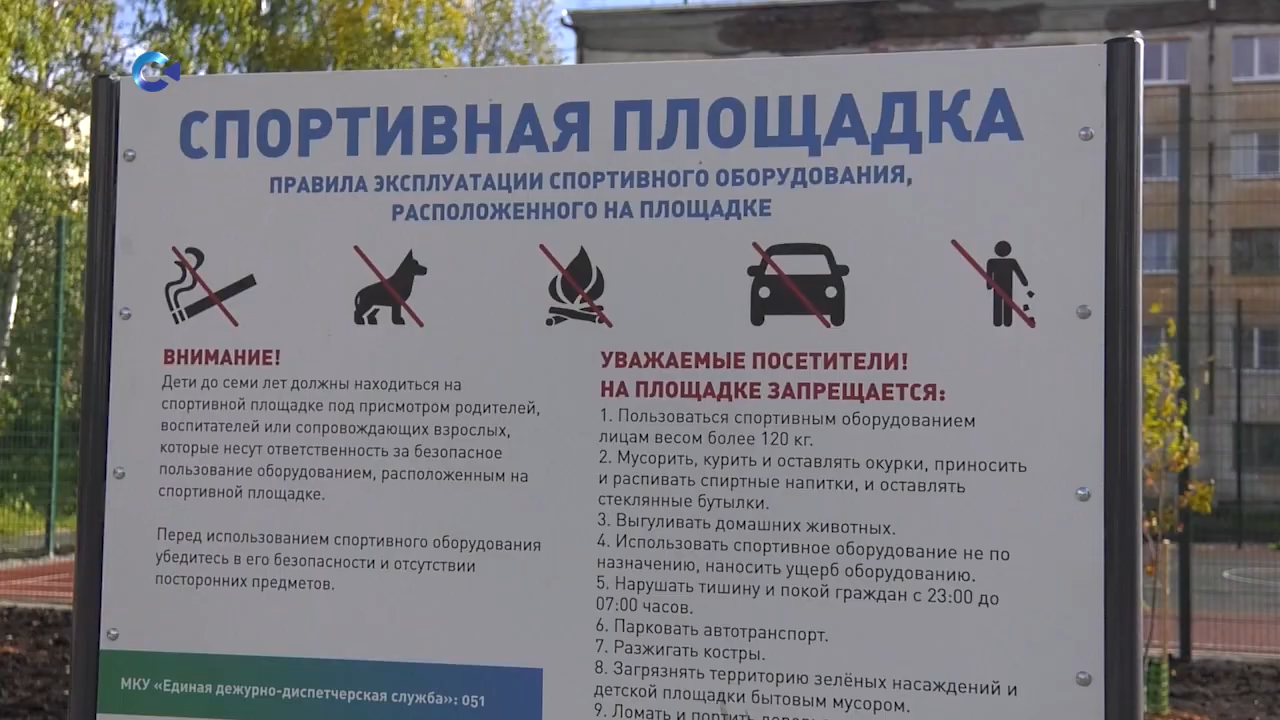 СПОРТИВНАЯ ПЛОЩАДКА
ПРАВИЛА ЭКСПЛУАТАЦИИ СПОРТИВНОГО ОБОРУДОВАНИЯ,
РАСПОЛОЖЕННОГО НА ПЛОЩАДКЕ
ВНИМАНИЕ!
Дети до семи лет должны находиться на
спортивной площадке под присмотром родителей,
воспитателей или сопровождающих взрослых,
которые несут ответственность за безопасное
пользование оборудованием, расположенным на
спортивной площадке.
Перед использованием спортивного оборудования
убедитесь в его безопасности и отсутствии
посторонних предметов.
МКУ «Единая дежурно-диспетчерская служба»: 051
УВАЖАЕМЫЕ ПОСЕТИТЕЛИ!
НА ПЛОЩАДКЕ ЗАПРЕЩАЕТСЯ:
1. Пользоваться спортивным оборудованием
лицам весом более 120 кг.
2. Мусорить, курить и оставлять окурки, приносить
и распивать спиртные напитки, и оставлять
стеклянные бутылки.
3. Выгуливать домашних животных.
4. Использовать спортивное оборудование не по
назначению, наносить ущерб оборудованию.
5. Нарушать тишину и покой граждан с 23:00 до
07:00 часов.
6. Парковать автотранспорт.
7. Разжигать костры.
8. Загрязнять территорию зелёных насаждений и
детской площадки бытовым мусором.
9. Ломать и портить